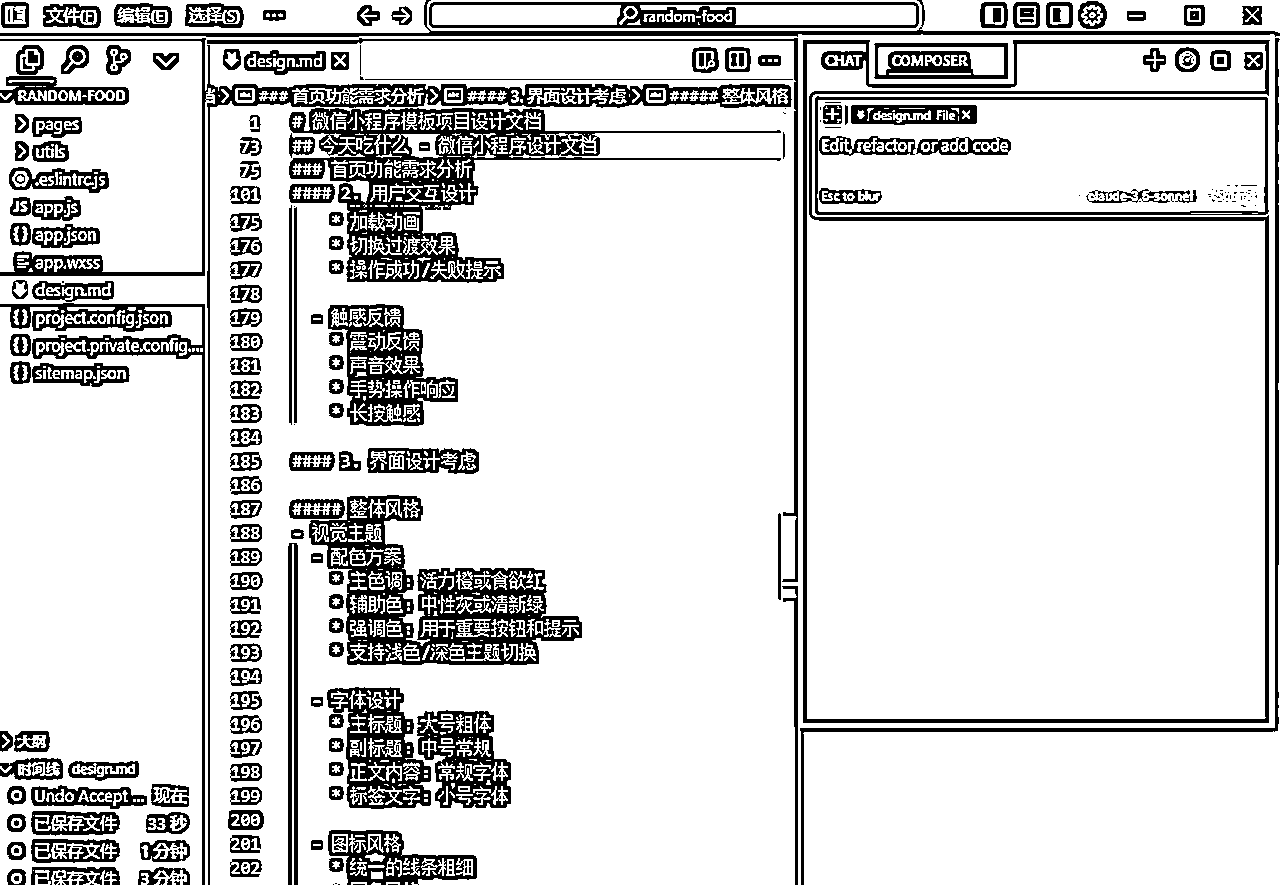 文件(F) 编辑(E) 选择(S) ... random-food
design.md
CHAT COMPOSER
RANDOM-FOOD
pages
utils
.eslintrc.js
JS app.js
{} app.json
app.wxss
design.md
{} project.config.json
{} project.private.config....
{} sitemap.json
大纲
时间线 design.md
Undo Accept ... 现在
已保存文件 33 秒
已保存文件 1 分钟
已保存文件 3 分钟
### 首页功能需求分析 > #### 3. 界面设计考虑 > ##### 整体风格
1 # 微信小程序模板项目设计文档
73 ## 今天吃什么 - 微信小程序设计文档
75 ### 首页功能需求分析
101 #### 2. 用户交互设计
175 * 加载动画
176 * 切换过渡效果
177 * 操作成功/失败提示
178
179 - 触感反馈
180 * 震动反馈
181 * 声音效果
182 * 手势操作响应
183 * 长按触感
184
185 #### 3. 界面设计考虑
186
187 ##### 整体风格
188 - 视觉主题
189 - 配色方案
190 * 主色调: 活力橙或食欲红
191 * 辅助色: 中性灰或清新绿
192 * 强调色: 用于重要按钮和提示
193 * 支持浅色/深色主题切换
194
195 - 字体设计
196 * 主标题: 大号粗体
197 * 副标题: 中号常规
198 * 正文内容: 常规字体
199 * 标签文字: 小号字体
200
201 - 图标风格
202 * 统一的线条粗细
design.md File
Edit, refactor, or add code
Esc to blur claude-3.5-sonnet